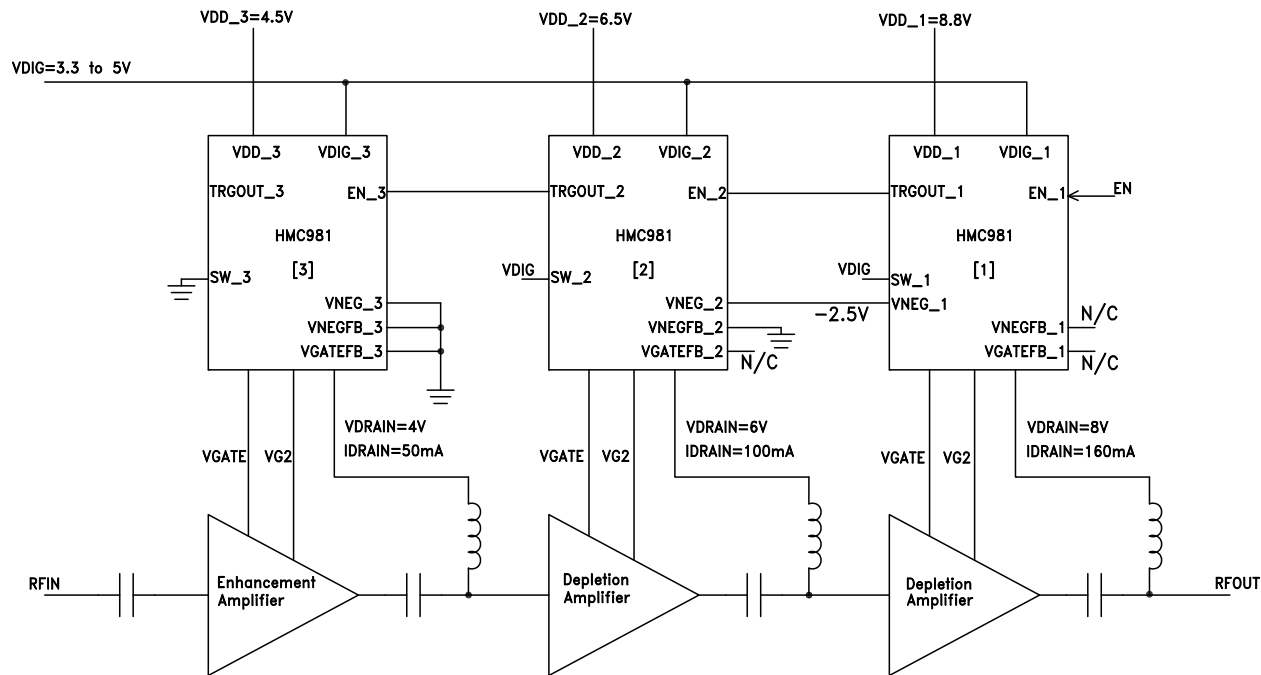 VDD_3=4.5V
VDD_2=6.5V
VDD_1=8.8V
VDIG=3.3 to 5V
VDD_3
VDIG_3
TRGOUT_3
EN_3
HMC981
[3]
SW_3
VNEG_3
VNEGFB_3
VGATEFB_3
VDD_2
VDIG_2
TRGOUT_2
EN_2
HMC981
[2]
VDIG
SW_2
VNEG_2
VNEGFB_2
VGATEFB_2
N/C
VDD_1
VDIG_1
TRGOUT_1
EN_1
EN
HMC981
[1]
VDIG
SW_1
VNEG_1
-2.5V
VNEGFB_1
N/C
VGATEFB_1
N/C
VGATE
VG2
VDRAIN=4V
IDRAIN=50mA
VGATE
VG2
VDRAIN=6V
IDRAIN=100mA
VGATE
VG2
VDRAIN=8V
IDRAIN=160mA
RFIN
Enhancement
Amplifier
Depletion
Amplifier
Depletion
Amplifier
RFOUT